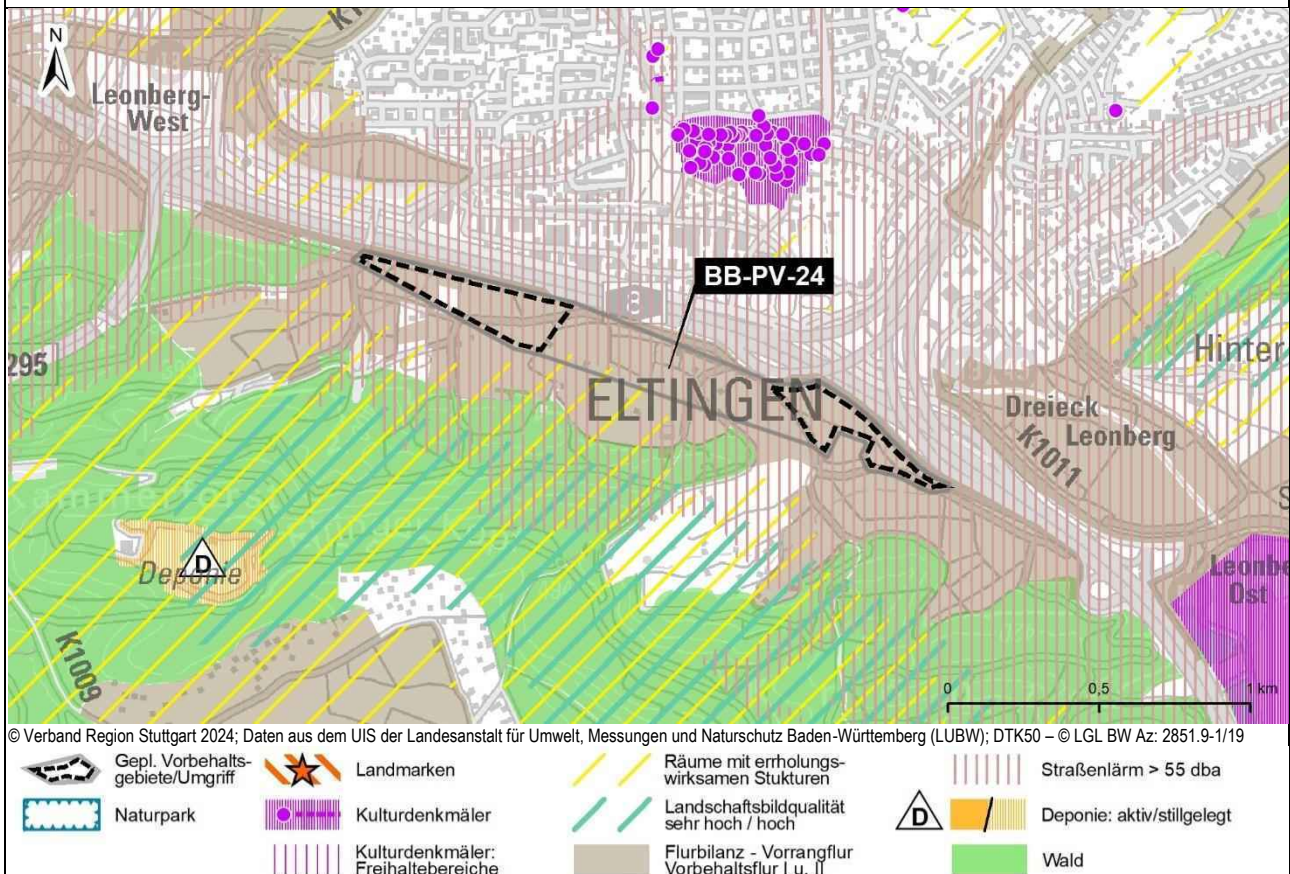 N
Leonberg-
West
K1
BB-PV-24
8
295
ELTINGEN
Hinter
Dreieck
Leonberg
K1011
S
D
Deponie
Leonbe
Ost
K1009
0 0,5 1 km
© Verband Region Stuttgart 2024; Daten aus dem UIS der Landesanstalt für Umwelt, Messungen und Naturschutz Baden-Württemberg (LUBW); DTK50 – © LGL BW Az: 2851.9-1/19
Gepl. Vorbehalts-
gebiete/Umgriff
Landmarken
Räume mit errholungs-
wirksamen Stukturen
Straßenlärm > 55 dba
Naturpark
Kulturdenkmäler
Landschaftsbildqualität
sehr hoch / hoch
D
Deponie: aktiv/stillgelegt
Kulturdenkmäler:
Freihaltebereiche
Flurbilanz - Vorrangflur
Vorbehaltsflur I u. II
Wald